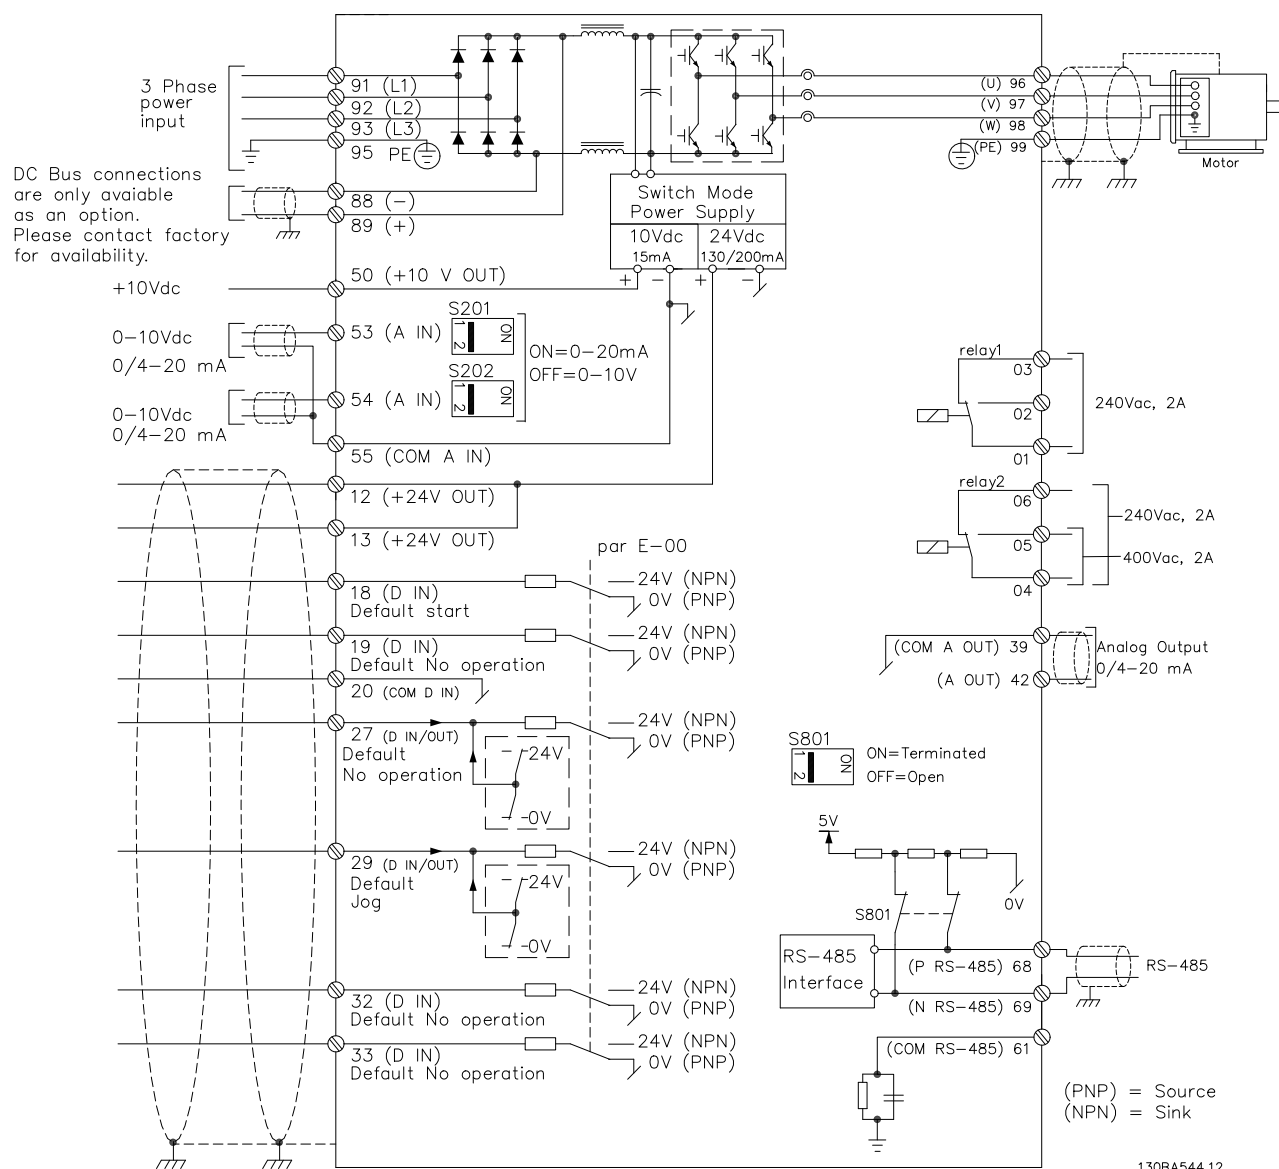 3 Phase
power
input
91 (L1)
92 (L2)
93 (L3)
95 PE
DC Bus connections
are only avaiable
as an option.
Please contact factory
for availability.
88 (−)
89 (+)
Switch Mode
Power Supply
10Vdc
15mA
24Vdc
130/200mA
+ − + −
(U) 96
(V) 97
(W) 98
(PE) 99
Motor
+10Vdc
50 (+10 V OUT)
0−10Vdc
0/4−20 mA
53 (A IN)
S201
1
2
ON
ON=0−20mA
OFF=0−10V
S202
1
2
ON
0−10Vdc
0/4−20 mA
54 (A IN)
55 (COM A IN)
12 (+24V OUT)
13 (+24V OUT)
par E−00
18 (D IN)
Default start
24V (NPN)
0V (PNP)
19 (D IN)
Default No operation
24V (NPN)
0V (PNP)
20 (COM D IN)
27 (D IN/OUT)
Default
No operation
24V
0V
24V (NPN)
0V (PNP)
29 (D IN/OUT)
Default
Jog
24V
0V
24V (NPN)
0V (PNP)
32 (D IN)
Default No operation
24V (NPN)
0V (PNP)
33 (D IN)
Default No operation
24V (NPN)
0V (PNP)
relay1
03
02
01
240Vac, 2A
relay2
06
05
04
240Vac, 2A
400Vac, 2A
(COM A OUT) 39
(A OUT) 42
Analog Output
0/4−20 mA
S801
1
2
ON
ON=Terminated
OFF=Open
5V
S801
0V
RS−485
Interface
(P RS−485) 68
(N RS−485) 69
RS−485
(COM RS−485) 61
(PNP) = Source
(NPN) = Sink
130BA544.12